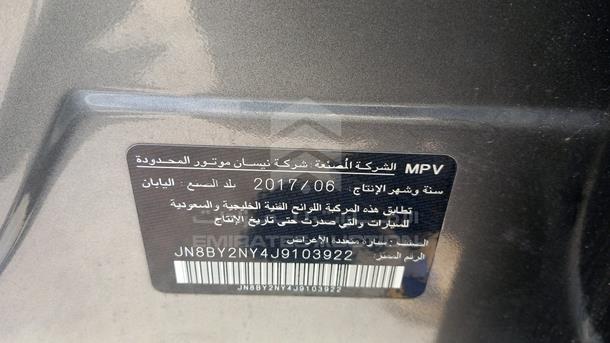 MPV الشركة المصنعة : شركة نيسان موتور المحدودة
سنة وشهر الإنتاج: 2017/06 بلد الصنع: اليابان
تطابق هذه المركبة اللوائح الفنية الخليجية والسعودية
للسيارات والتي صدرت حتى تاريخ الإنتاج
الصنف: سيارة متعددة الأغراض
الرقم المميز: JN8BY2NY4J9103922
JN8BY2NY4J9103922